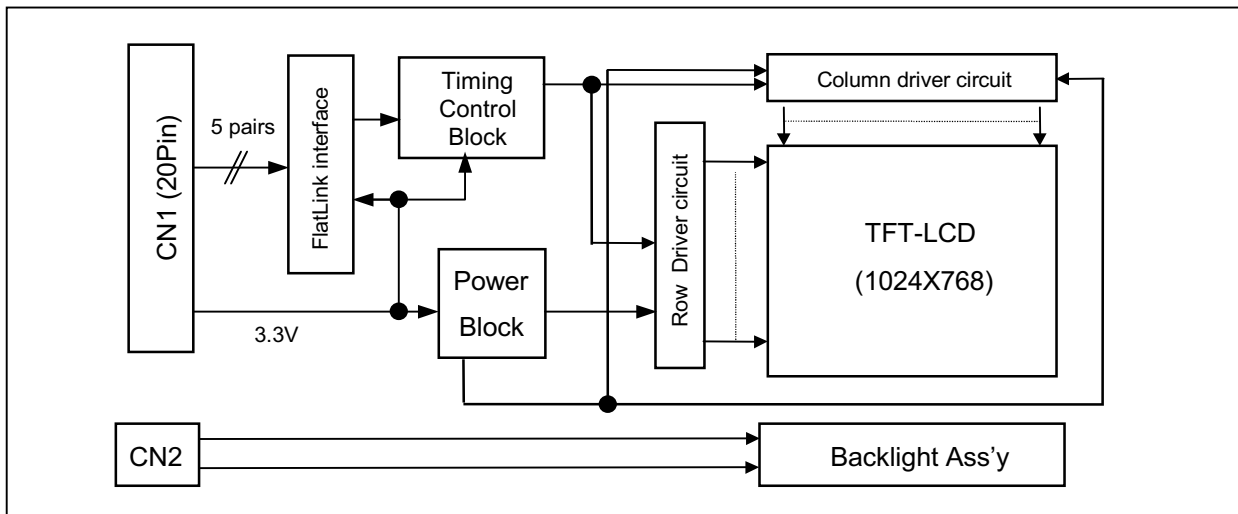 CN1 (20Pin)
5 pairs
FlatLink interface
Timing
Control
Block
Column driver circuit
Row Driver circuit
TFT-LCD
(1024X768)
Power
Block
3.3V
CN2
Backlight Ass’y